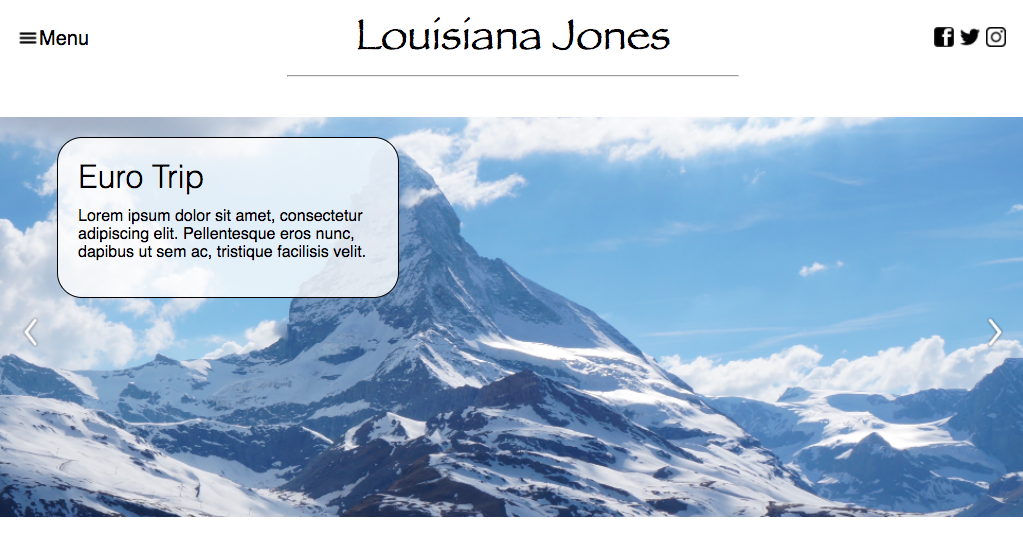 Menu
Louisiana Jones
Euro Trip
Lorem ipsum dolor sit amet, consectetur
adipiscing elit. Pellentesque eros nunc,
dapibus ut sem ac, tristique facilisis velit.